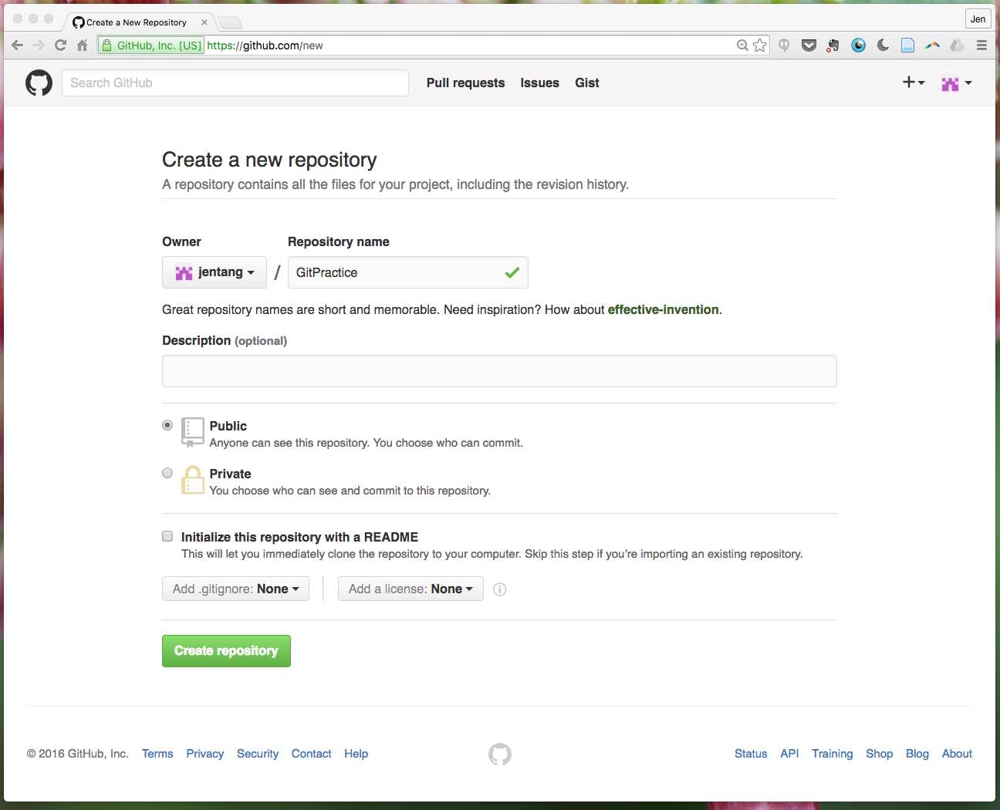 Create a New Repository
Jen
GitHub, Inc. [US] https://github.com/new
Search GitHub
Pull requests Issues Gist
Create a new repository
A repository contains all the files for your project, including the revision history.
Owner Repository name
jentang / GitPractice
Great repository names are short and memorable. Need inspiration? How about effective-invention.
Description (optional)
Public
Anyone can see this repository. You choose who can commit.
Private
You choose who can see and commit to this repository.
Initialize this repository with a README
This will let you immediately clone the repository to your computer. Skip this step if you’re importing an existing repository.
Add .gitignore: None Add a license: None
Create repository
© 2016 GitHub, Inc. Terms Privacy Security Contact Help Status API Training Shop Blog About